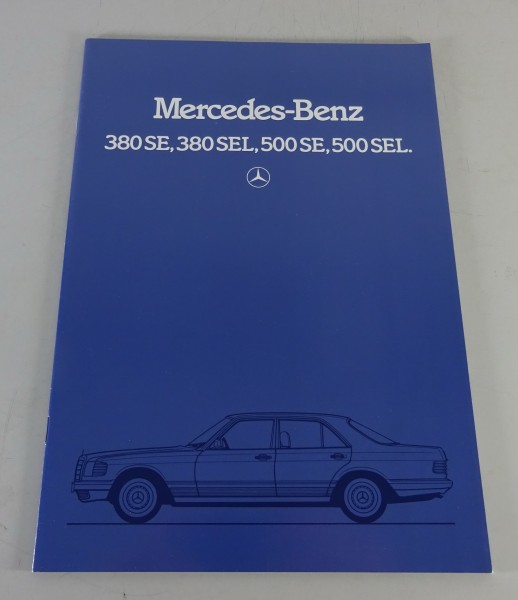 Mercedes-Benz
380 SE, 380 SEL, 500 SE, 500 SEL.